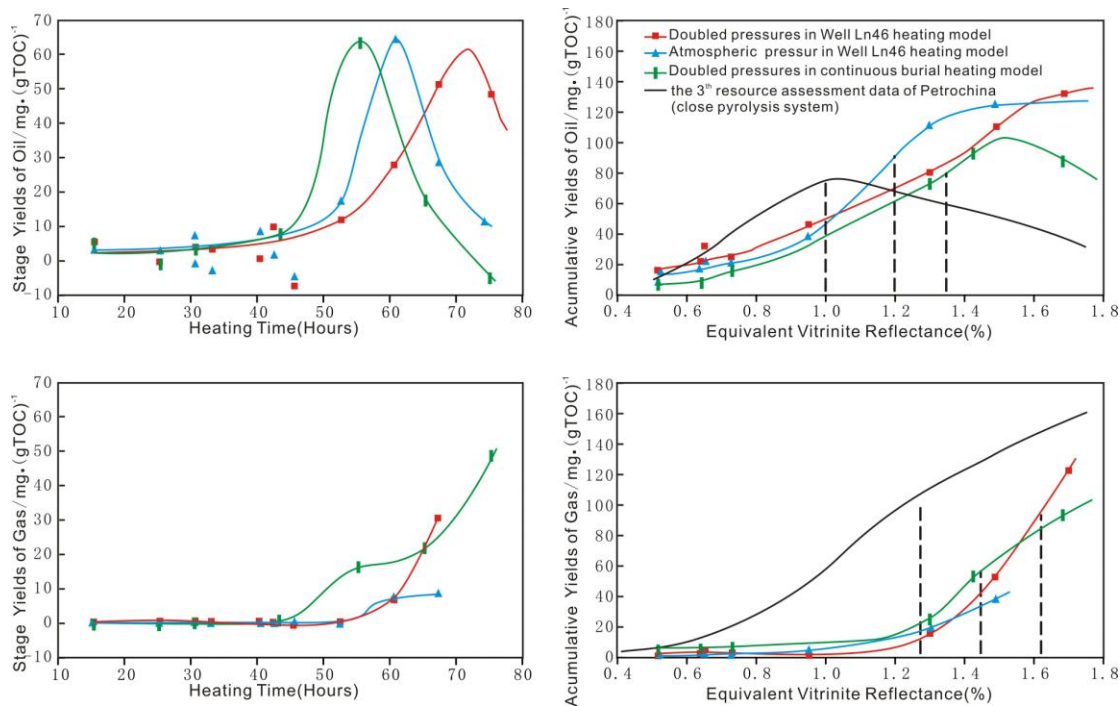 Stage Yields of Oil/mg•(gTOC)⁻¹
70
60
50
40
30
20
10
0
-10
10 20 30 40 50 60 70 80
Heating Time(Hours)
Acumulative Yields of Oil/mg•(gTOC)⁻¹
180
160
140
120
100
80
60
40
20
0
0.4 0.6 0.8 1.0 1.2 1.4 1.6 1.8
Equivalent Vitrinite Reflectance(%)
Doubled pressures in Well Ln46 heating model
Atmospheric pressur in Well Ln46 heating model
Doubled pressures in continuous burial heating model
the 3th resource assessment data of Petrochina
(close pyrolysis system)
Stage Yields of Gas/mg•(gTOC)⁻¹
70
60
50
40
30
20
10
0
-10
10 20 30 40 50 60 70 80
Heating Time(Hours)
Acumulative Yields of Gas/mg•(gTOC)⁻¹
180
160
140
120
100
80
60
40
20
0
0.4 0.6 0.8 1.0 1.2 1.4 1.6 1.8
Equivalent Vitrinite Reflectance(%)